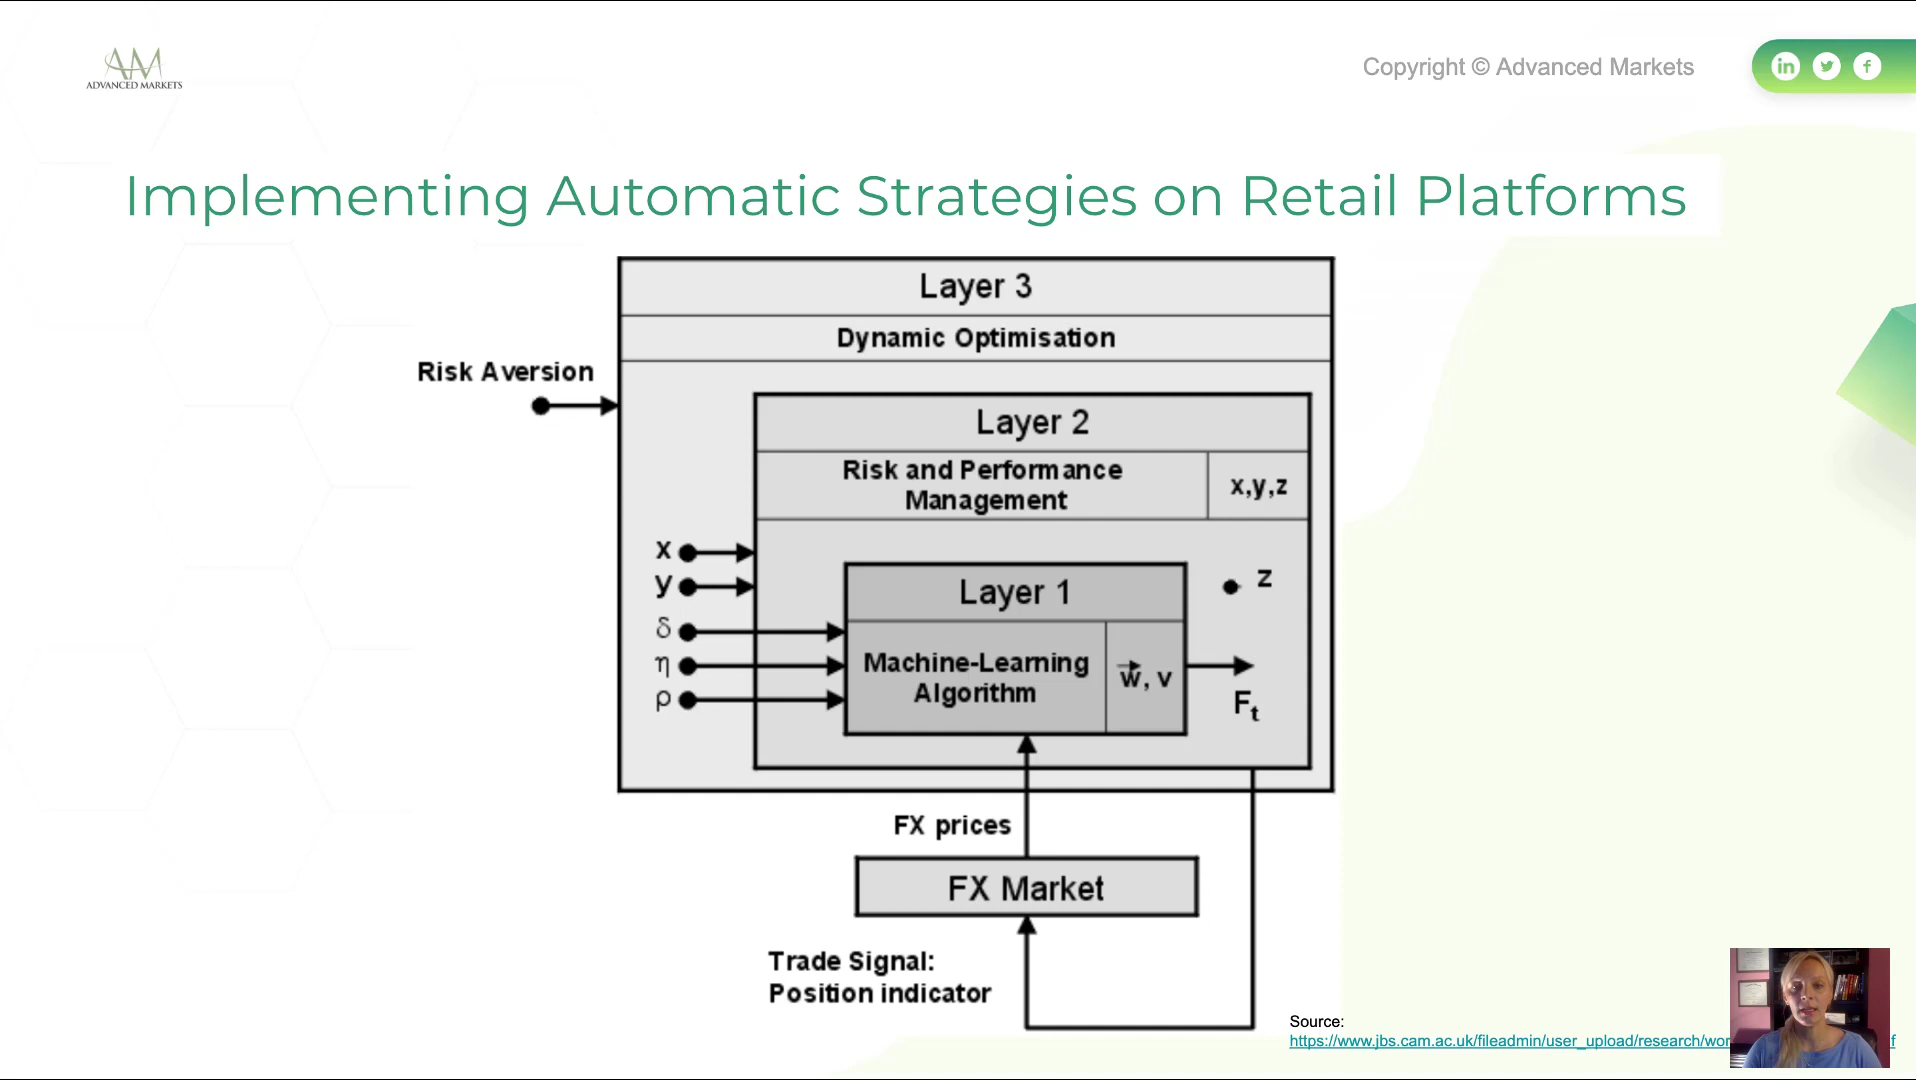 AM
ADVANCED MARKETS
Copyright © Advanced Markets
in f
Implementing Automatic Strategies on Retail Platforms
Layer 3
Dynamic Optimisation
Risk Aversion
Layer 2
Risk and Performance
Management
x,y,z
x
y
δ
η
ρ
Layer 1
Machine-Learning
Algorithm
w, v
z
Ft
FX prices
FX Market
Trade Signal:
Position indicator
Source:
https://www.jbs.cam.ac.uk/fileadmin/user_upload/research/wor